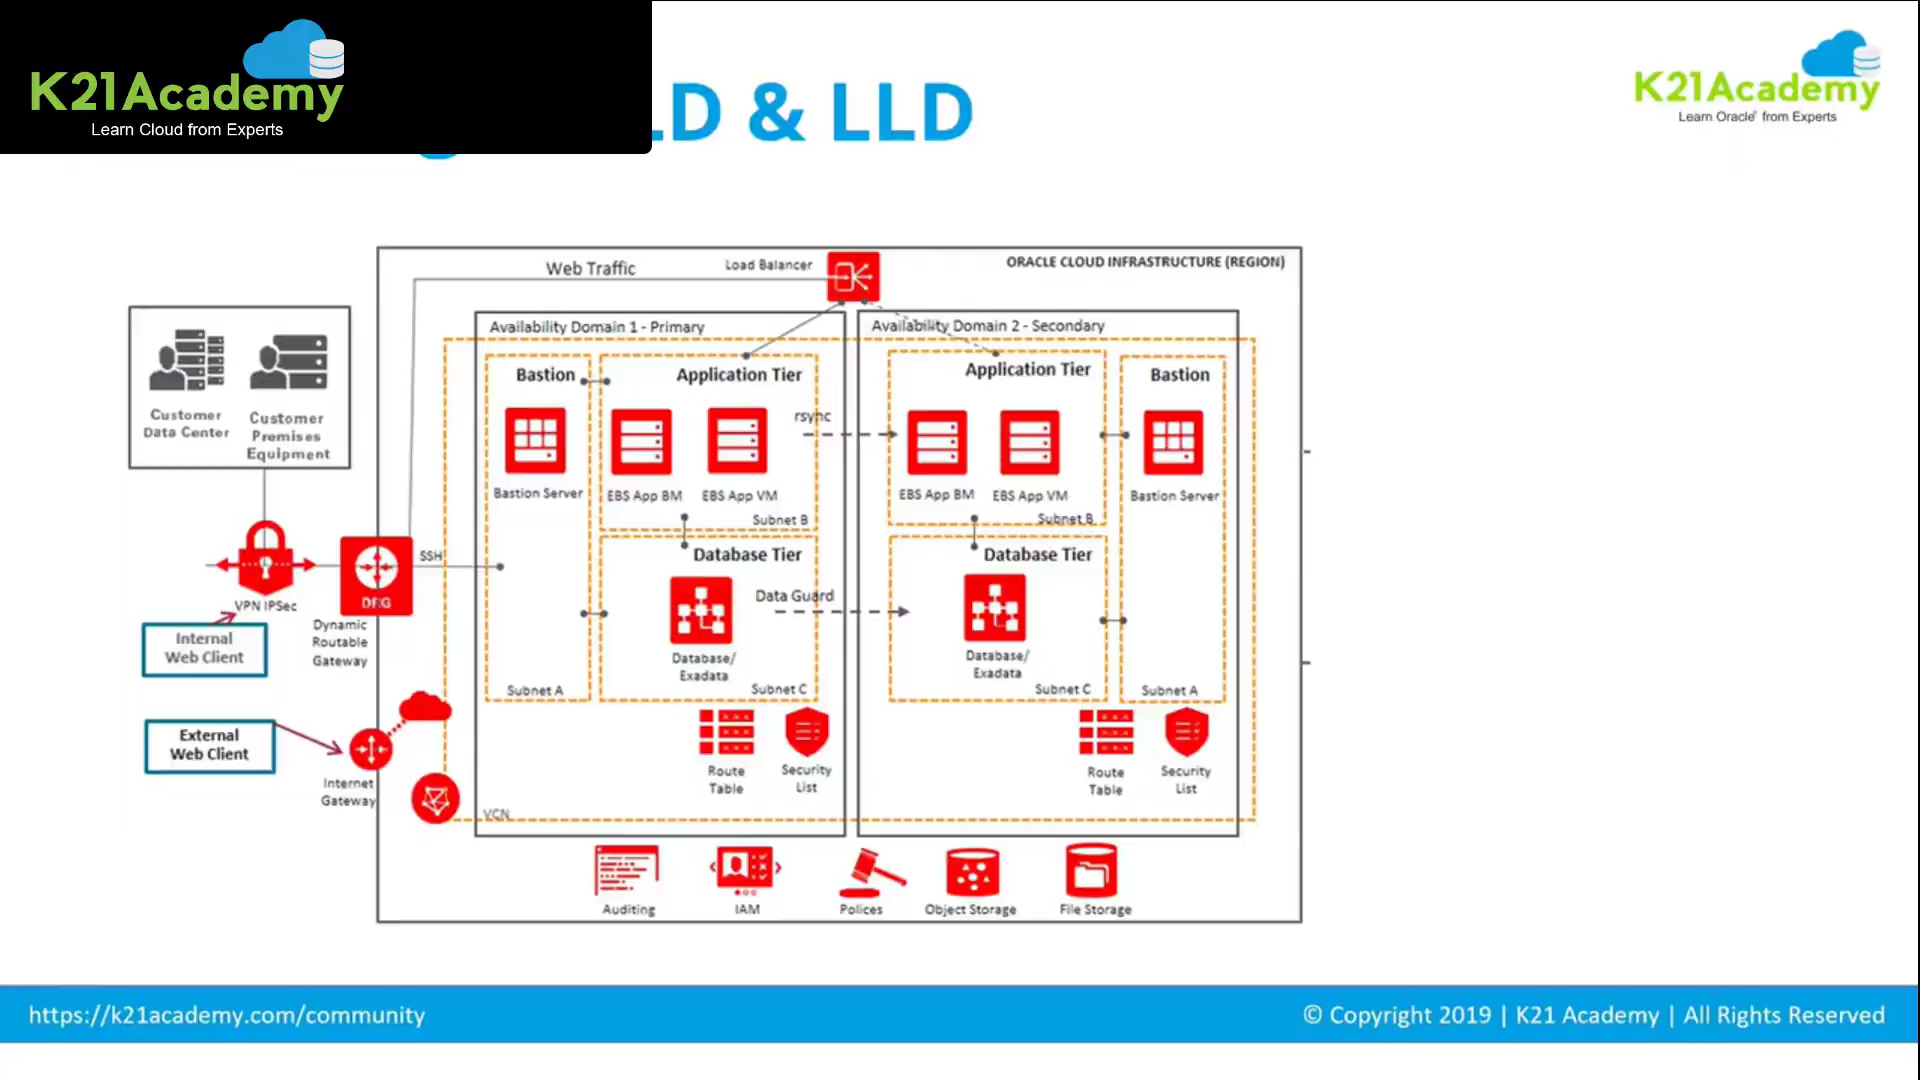 K21Academy
Learn Cloud from Experts
LD & LLD
K21Academy
Learn Oracle® from Experts
Web Traffic
Load Balancer
ORACLE CLOUD INFRASTRUCTURE (REGION)
Availability Domain 1 - Primary
Availability Domain 2 - Secondary
Bastion
Application Tier
Application Tier
Bastion
rsync
Customer
Data Center
Customer
Premises
Equipment
Bastion Server
EBS App BM
EBS App VM
EBS App BM
EBS App VM
Bastion Server
Subnet B
Subnet B
SSH
Database Tier
Database Tier
Data Guard
VPN IPSec
DRG
Dynamic
Routable
Gateway
Internal
Web Client
Database/
Exadata
Database/
Exadata
Subnet A
Subnet C
Subnet C
Subnet A
External
Web Client
Internet
Gateway
Route
Table
Security
List
Route
Table
Security
List
VCN
Auditing
IAM
Polices
Object Storage
File Storage
https://k21academy.com/community
© Copyright 2019 | K21 Academy | All Rights Reserved